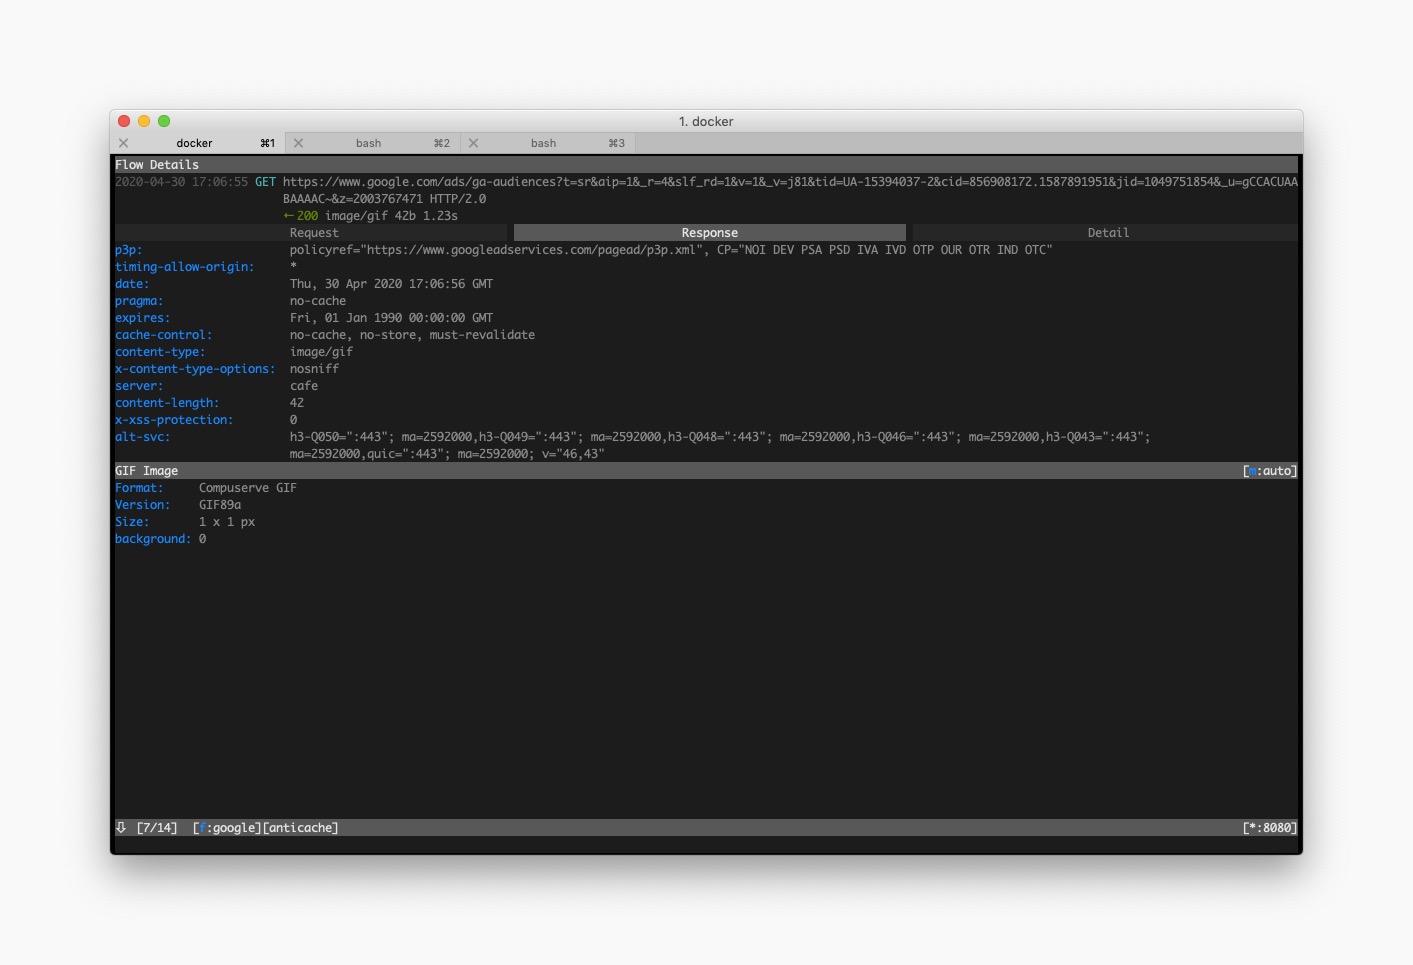 1. docker
docker ⌘1 bash ⌘2 bash ⌘3
Flow Details
2020-04-30 17:06:55 GET https://www.google.com/ads/ga-audiences?t=sr&aip=1&_r=4&slf_rd=1&v=1&_v=j81&tid=UA-15394037-2&cid=856908172.1587891951&jid=1049751854&_u=gCCACUAA
BAAAAC~&z=2003767471 HTTP/2.0
←200 image/gif 42b 1.23s
Request Response Detail
p3p: policyref="https://www.googleadservices.com/pagead/p3p.xml", CP="NOI DEV PSA PSD IVA IVD OTP OUR OTR IND OTC"
timing-allow-origin: *
date: Thu, 30 Apr 2020 17:06:56 GMT
pragma: no-cache
expires: Fri, 01 Jan 1990 00:00:00 GMT
cache-control: no-cache, no-store, must-revalidate
content-type: image/gif
x-content-type-options: nosniff
server: cafe
content-length: 42
x-xss-protection: 0
alt-svc: h3-Q050=":443"; ma=2592000,h3-Q049=":443"; ma=2592000,h3-Q048=":443"; ma=2592000,h3-Q046=":443"; ma=2592000,h3-Q043=":443";
ma=2592000,quic=":443"; ma=2592000; v="46,43"
GIF Image [m:auto]
Format: Compuserve GIF
Version: GIF89a
Size: 1 x 1 px
background: 0
⇩ [7/14] [f:google][anticache] [*:8080]